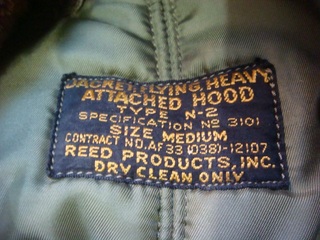 JACKET, FLYING, HEAVY
ATTACHED HOOD
TYPE N-2
SPECIFICATION Nº 3101
SIZE MEDIUM
CONTRACT NO. AF 33 (038)-12107
REED PRODUCTS, INC.
DRY CLEAN ONLY